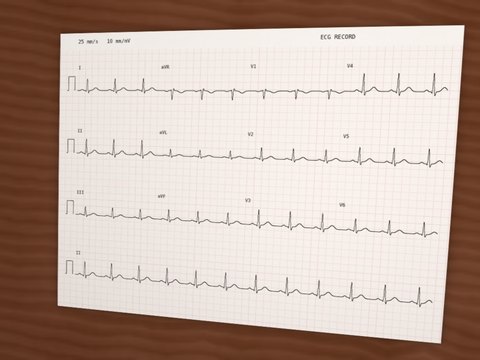 25 mm/s 10 mm/mV ECG RECORD
I aVR V1 V4
II aVL V2 V5
III aVF V3 V6
II